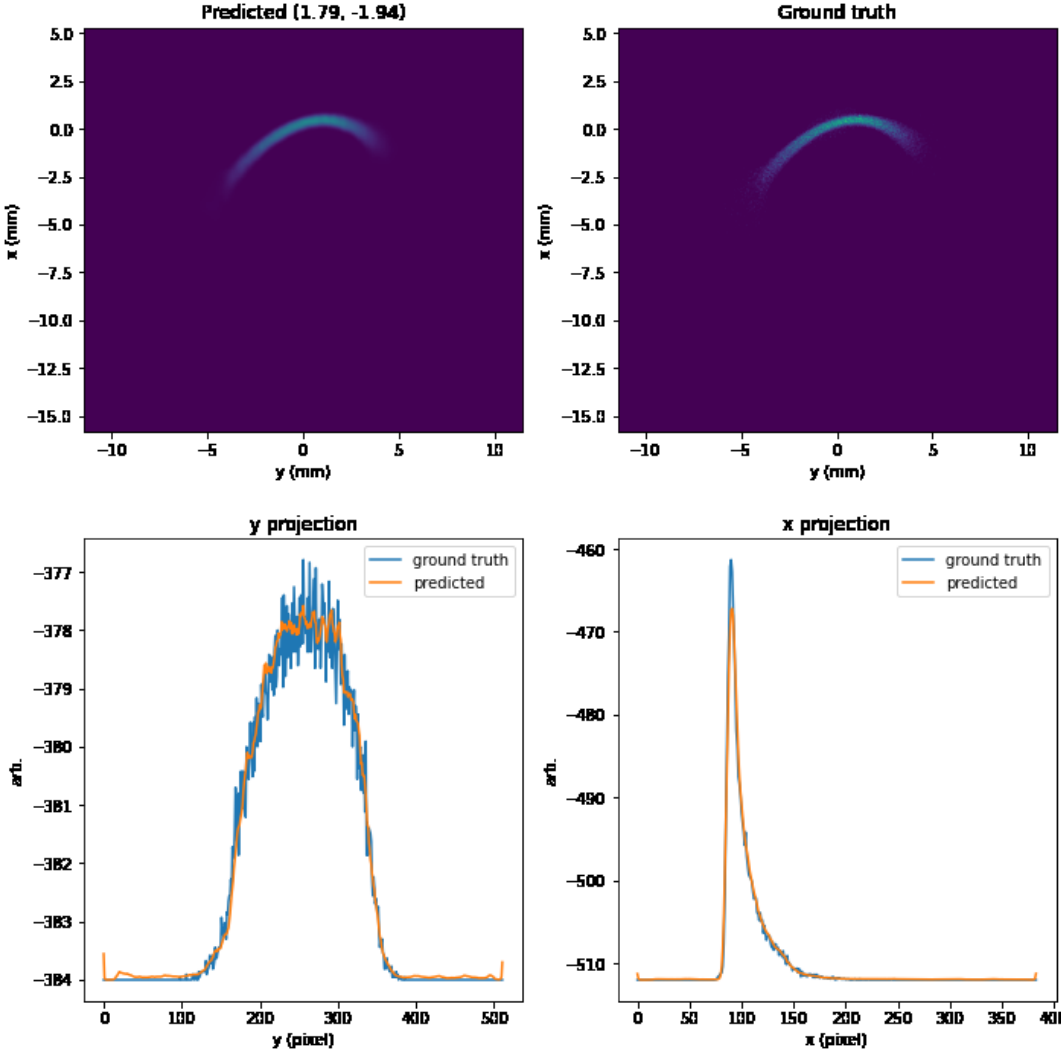 Predicted (1.79, -1.94)
5.0
2.5
0.0
−2.5
−5.0
−7.5
−10.0
−12.5
−15.0
x (mm)
−10 −5 0 5 10
y (mm)
Ground truth
5.0
2.5
0.0
−2.5
−5.0
−7.5
−10.0
−12.5
−15.0
x (mm)
−10 −5 0 5 10
y (mm)
y projection
ground truth
predicted
−377
−378
−379
−380
−381
−382
−383
−384
arb.
0 100 200 300 400 500
y (pixel)
x projection
ground truth
predicted
−460
−470
−480
−490
−500
−510
arb.
0 50 100 150 200 250 300 350 400
x (pixel)